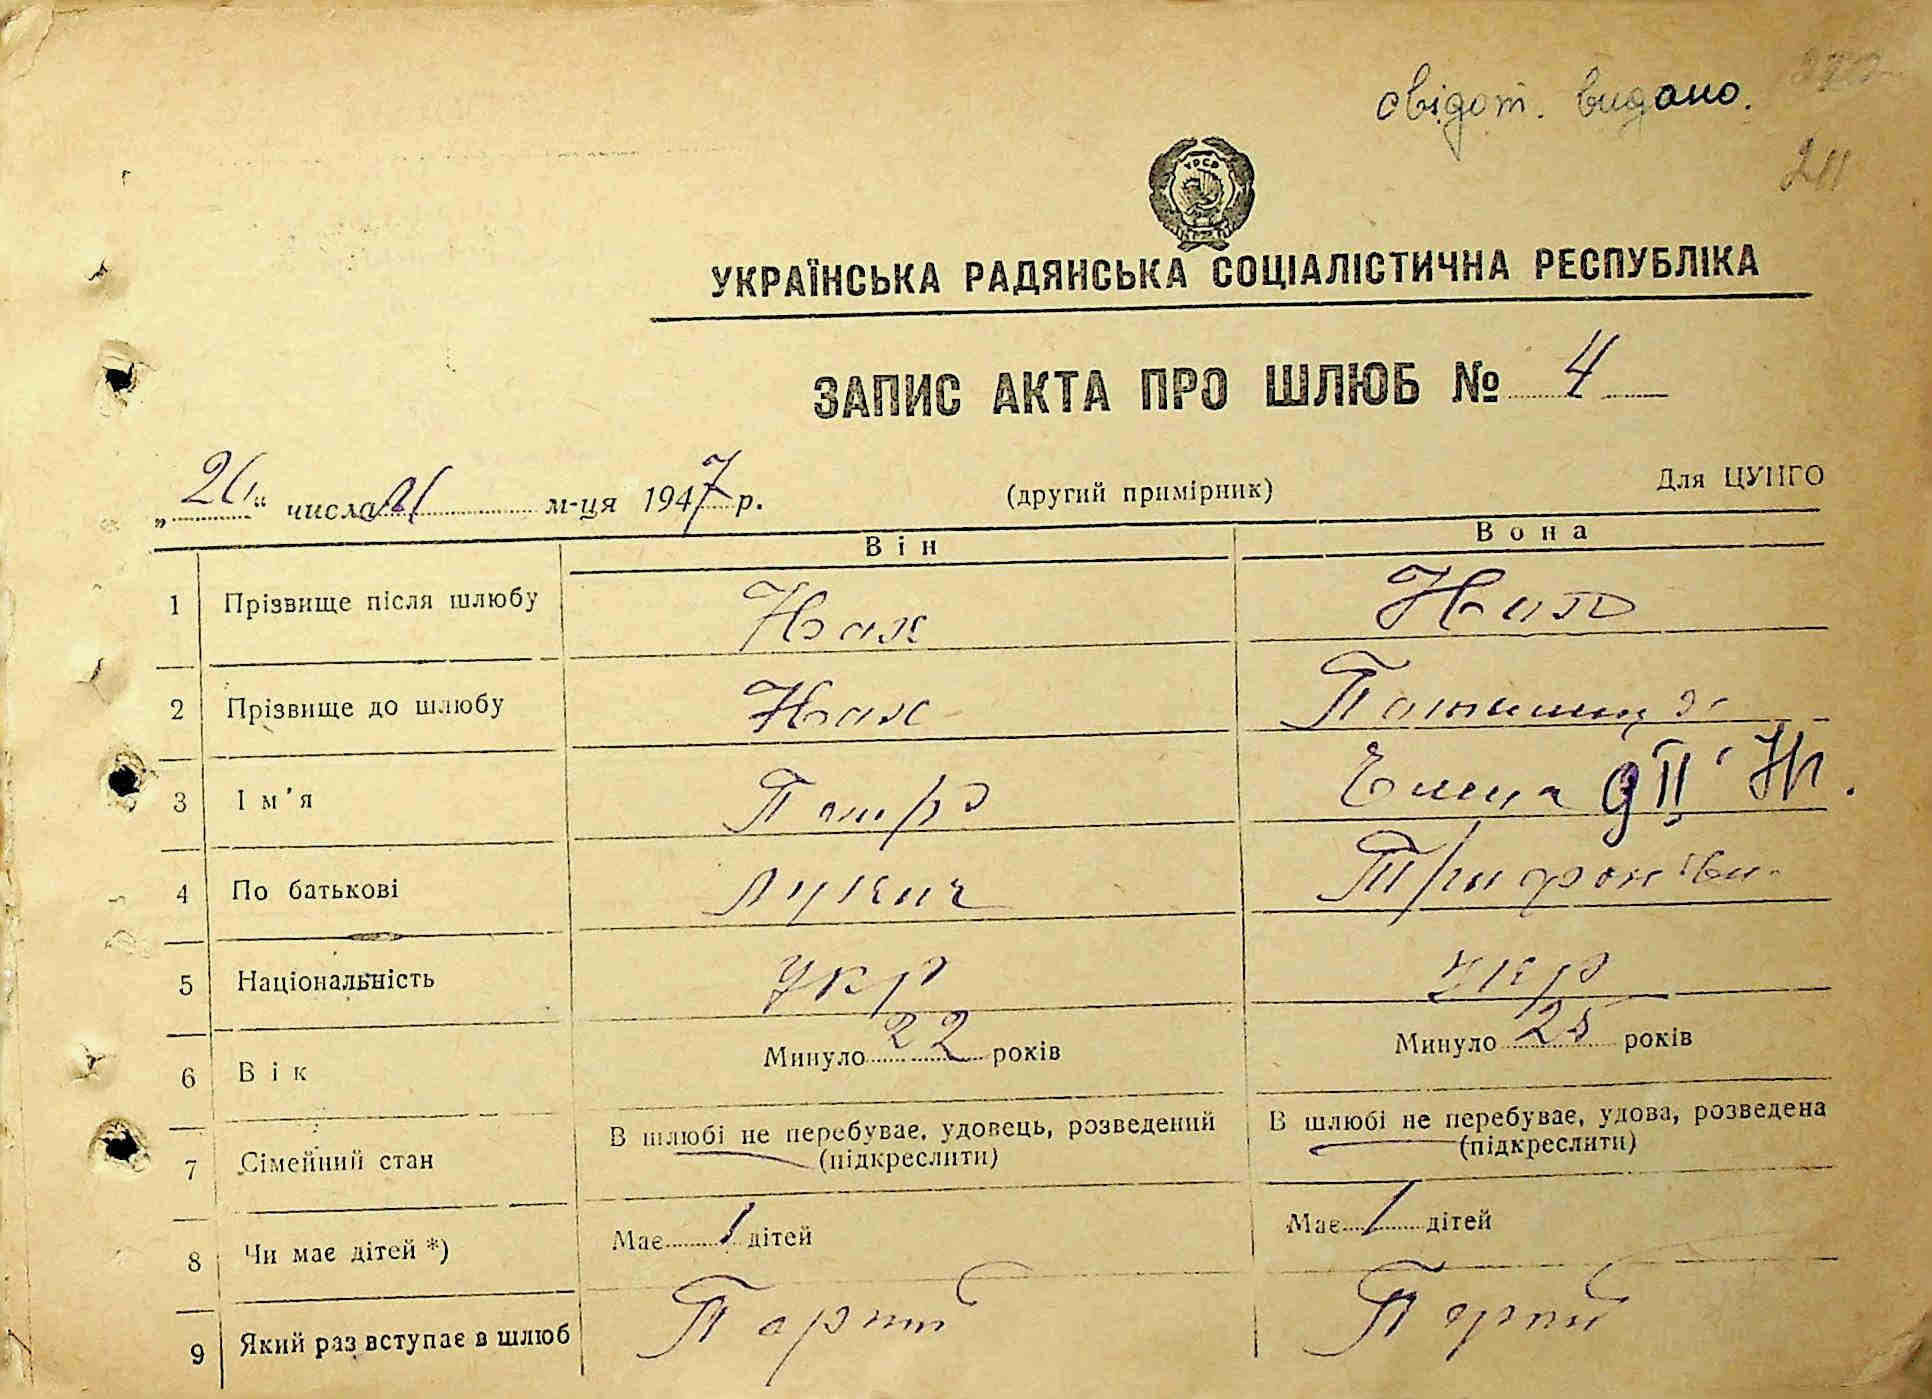 свідот. видано.
211
УРСР
УКРАЇНСЬКА РАДЯНСЬКА СОЦІАЛІСТИЧНА РЕСПУБЛІКА
ЗАПИС АКТА ПРО ШЛЮБ № 4
„ “ числа м-ця 1947 р. (другий примірник) Для ЦУНГО
Він Вона
1 Прізвище після шлюбу
2 Прізвище до шлюбу
3 Ім'я Петро Елена
4 По батькові Лукич Трифонівн.
5 Національність укр укр
6 Вік Минуло 22 років Минуло 25 років
7 Сімейний стан В шлюбі не перебуває, удовець, розведений (підкреслити) В шлюбі не перебуває, удова, розведена (підкреслити)
8 Чи має дітей *) Має 1 дітей Має 1 дітей
9 Який раз вступає в шлюб Перший Перший